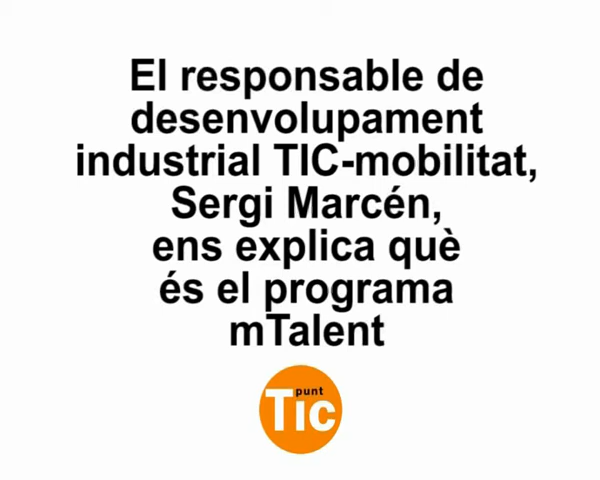 El responsable de
desenvolupament
industrial TIC-mobilitat,
Sergi Marcén,
ens explica què
és el programa
mTalent
punt
Tic